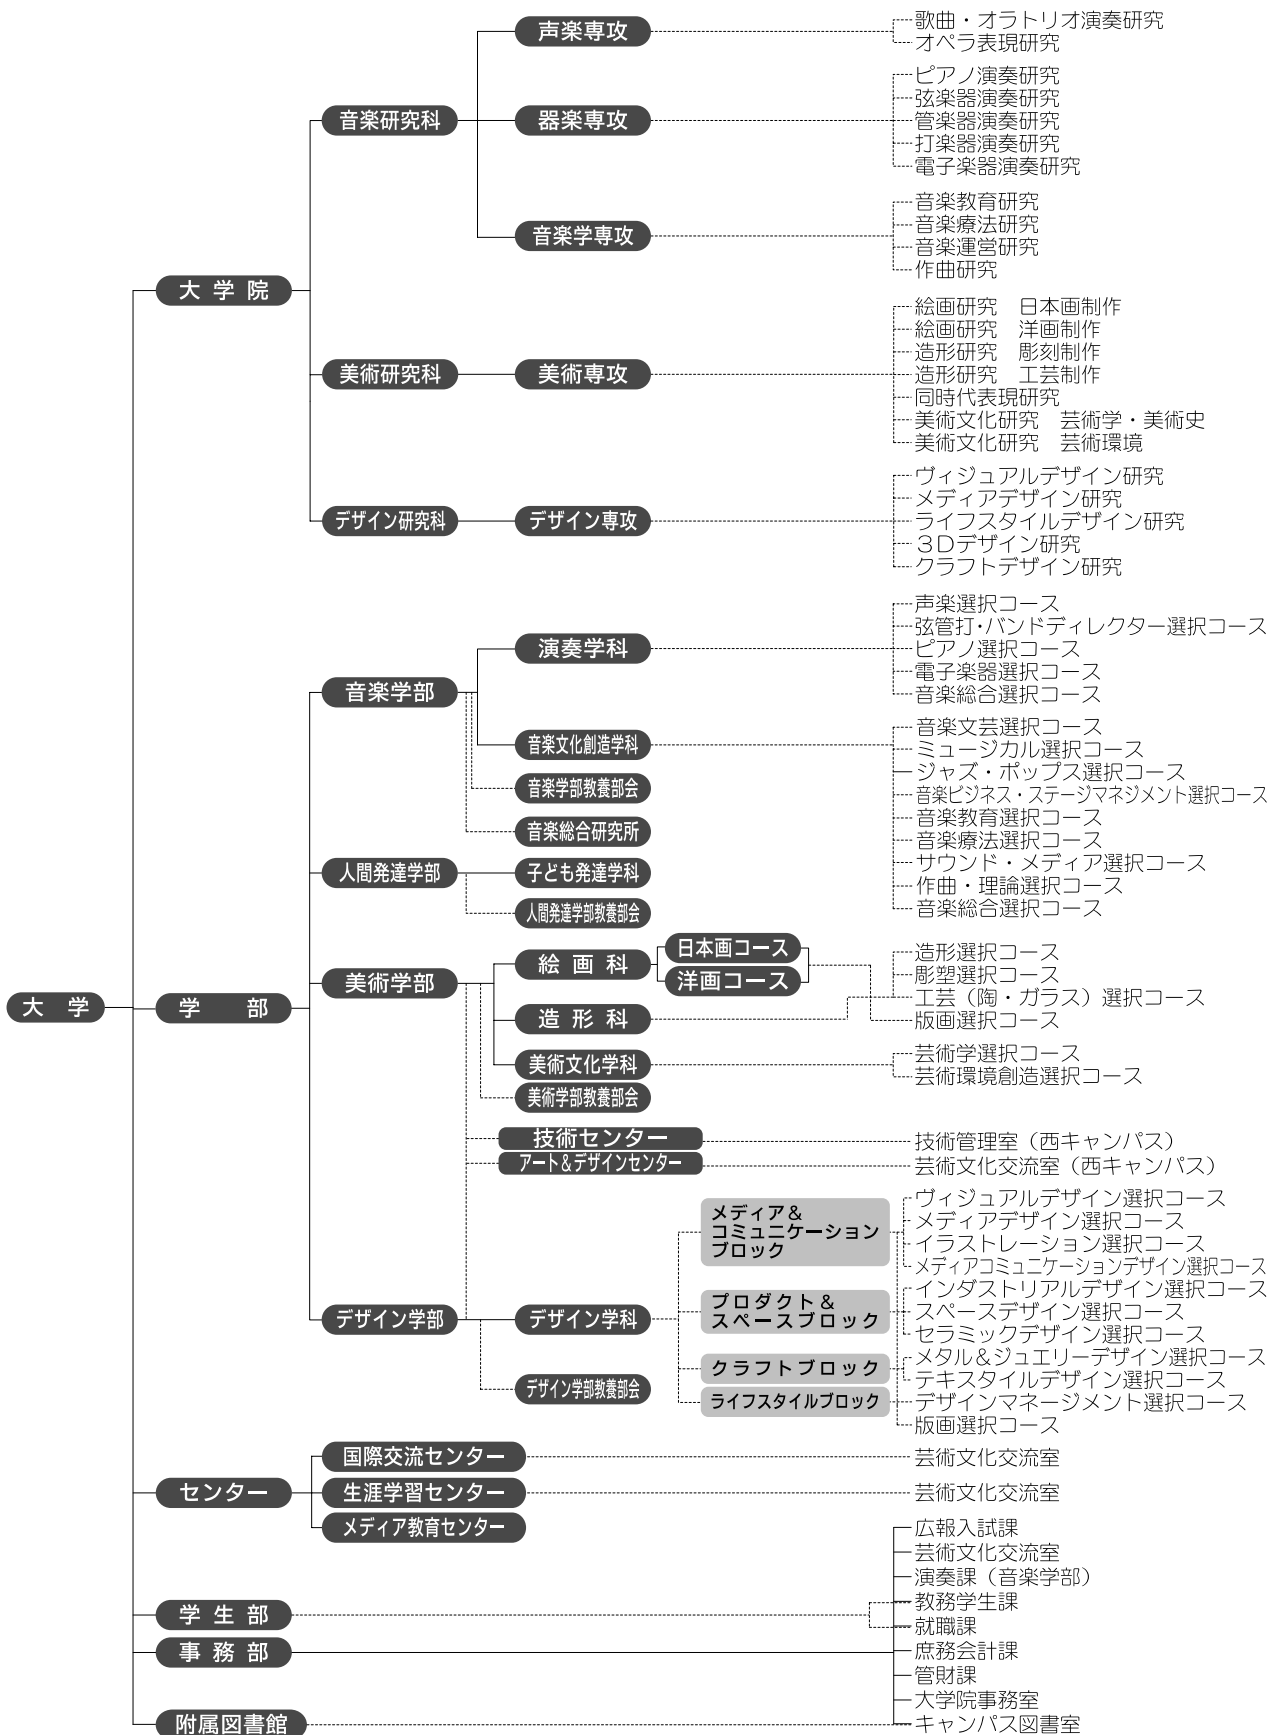 大学
大学院
音楽研究科
声楽専攻
歌曲・オラトリオ演奏研究
オペラ表現研究
器楽専攻
ピアノ演奏研究
弦楽器演奏研究
管楽器演奏研究
打楽器演奏研究
電子楽器演奏研究
音楽学専攻
音楽教育研究
音楽療法研究
音楽運営研究
作曲研究
美術研究科
美術専攻
絵画研究　日本画制作
絵画研究　洋画制作
造形研究　彫刻制作
造形研究　工芸制作
同時代表現研究
美術文化研究　芸術学・美術史
美術文化研究　芸術環境
デザイン研究科
デザイン専攻
ヴィジュアルデザイン研究
メディアデザイン研究
ライフスタイルデザイン研究
３Ｄデザイン研究
クラフトデザイン研究
学部
音楽学部
演奏学科
声楽選択コース
弦管打・バンドディレクター選択コース
ピアノ選択コース
電子楽器選択コース
音楽総合選択コース
音楽文化創造学科
音楽文芸選択コース
ミュージカル選択コース
ジャズ・ポップス選択コース
音楽ビジネス・ステージマネジメント選択コース
音楽教育選択コース
音楽療法選択コース
サウンド・メディア選択コース
作曲・理論選択コース
音楽総合選択コース
音楽学部教養部会
音楽総合研究所
人間発達学部
子ども発達学科
人間発達学部教養部会
美術学部
絵画科
日本画コース
洋画コース
造形科
造形選択コース
彫塑選択コース
工芸（陶・ガラス）選択コース
版画選択コース
美術文化学科
芸術学選択コース
芸術環境創造選択コース
美術学部教養部会
技術センター
技術管理室（西キャンパス）
アート＆デザインセンター
芸術文化交流室（西キャンパス）
デザイン学部
デザイン学科
メディア＆
コミュニケーション
ブロック
ヴィジュアルデザイン選択コース
メディアデザイン選択コース
イラストレーション選択コース
メディアコミュニケーションデザイン選択コース
プロダクト＆
スペースブロック
インダストリアルデザイン選択コース
スペースデザイン選択コース
セラミックデザイン選択コース
クラフトブロック
メタル＆ジュエリーデザイン選択コース
テキスタイルデザイン選択コース
ライフスタイルブロック
デザインマネージメント選択コース
版画選択コース
デザイン学部教養部会
センター
国際交流センター
芸術文化交流室
生涯学習センター
芸術文化交流室
メディア教育センター
学生部
事務部
広報入試課
芸術文化交流室
演奏課（音楽学部）
教務学生課
就職課
庶務会計課
管財課
大学院事務室
附属図書館
キャンパス図書室